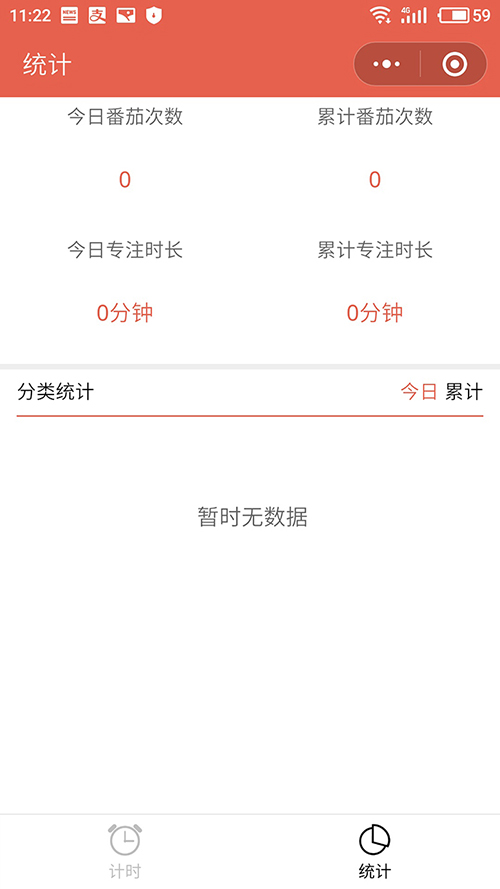 11:22 NEWS 支 4G 59
统计
今日番茄次数 累计番茄次数
0 0
今日专注时长 累计专注时长
0分钟 0分钟
分类统计 今日 累计
暂时无数据
计时 统计